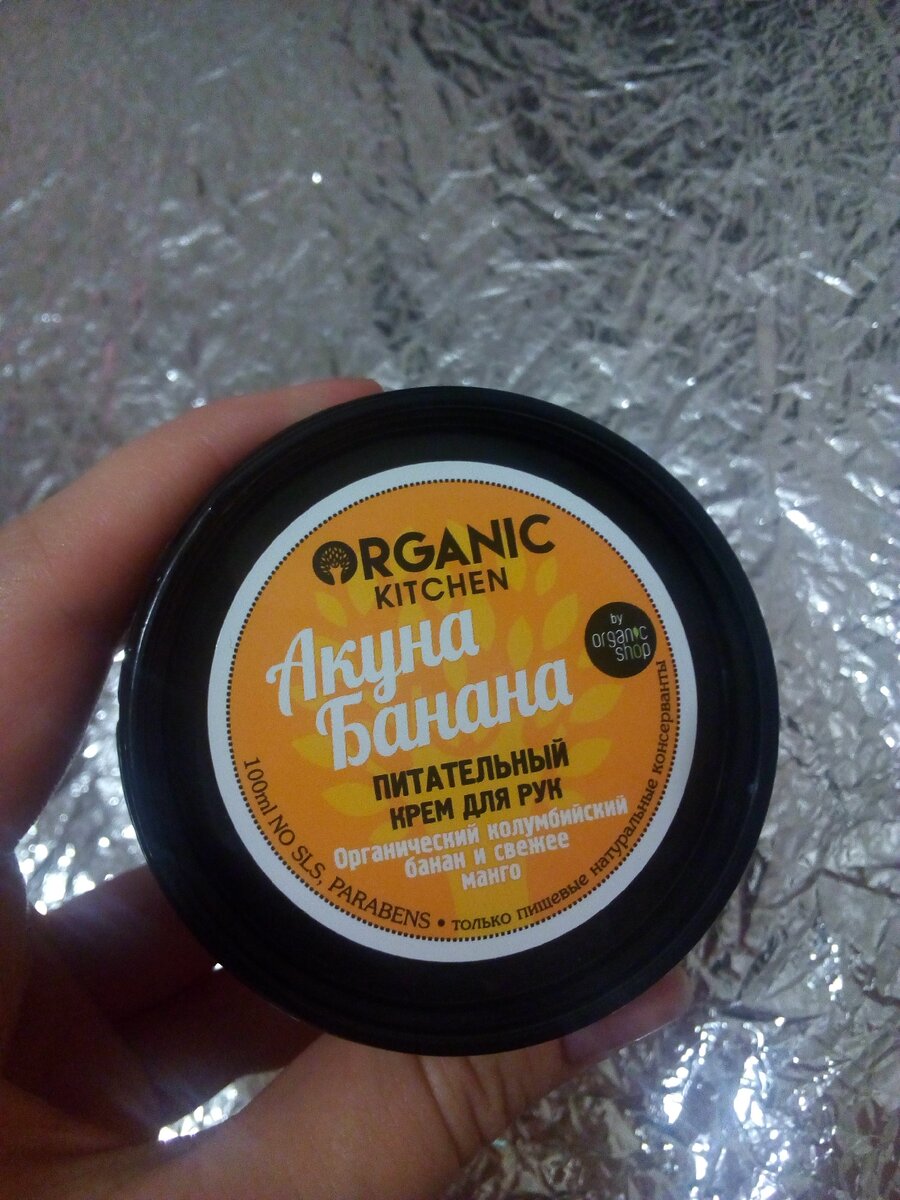 ORGANIC
KITCHEN
by
organic
shop
Акуна
Банана
ПИТАТЕЛЬНЫЙ
КРЕМ ДЛЯ РУК
Органический колумбийский
банан и свежее
манго
100ml NO SLS, PARABENS • только пищевые натуральные консерванты